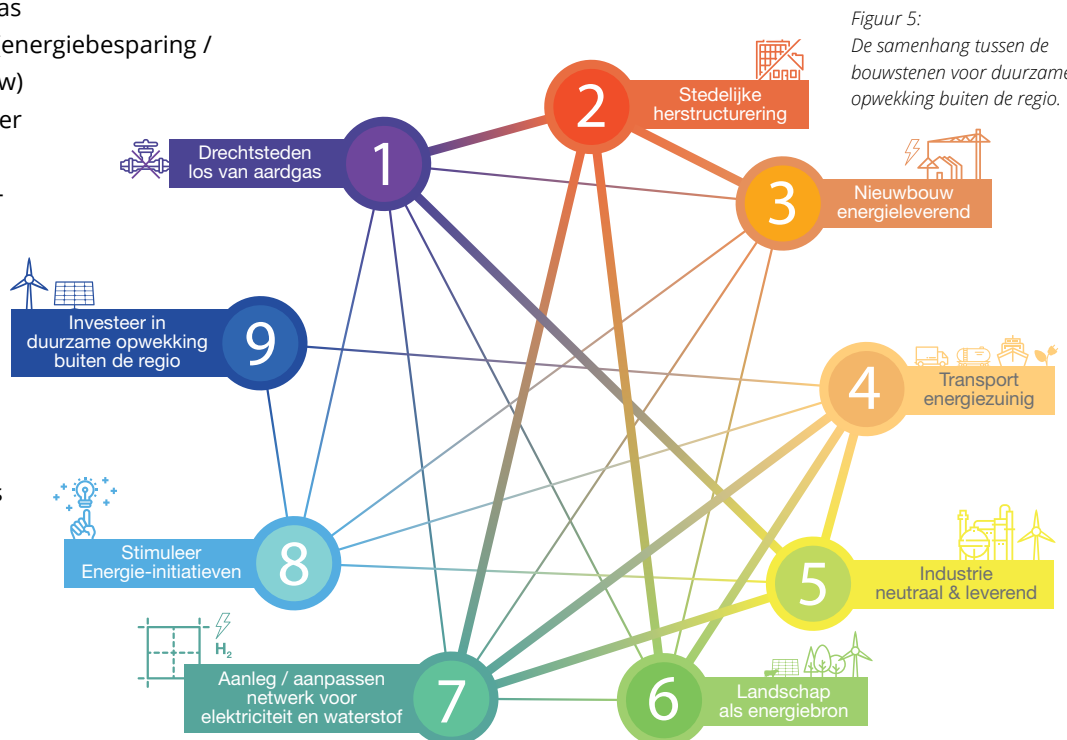 as
energiebesparing /
w)
er
s
Figuur 5:
De samenhang tussen de
bouwstenen voor duurzame
opwekking buiten de regio.
1
Drechtsteden
los van aardgas
2
Stedelijke
herstructurering
3
Nieuwbouw
energieleverend
4
Transport
energiezuinig
5
Industrie
neutraal & leverend
6
Landschap
als energiebron
7
Aanleg / aanpassen
netwerk voor
elektriciteit en waterstof
H₂
8
Stimuleer
Energie-initiatieven
9
Investeer in
duurzame opwekking
buiten de regio